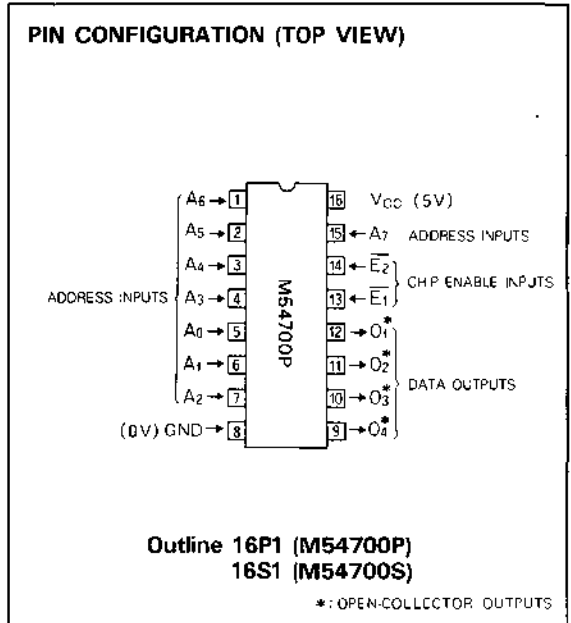 PIN CONFIGURATION (TOP VIEW)
A6 → 1
16 VCC (5V)
A5 → 2
15 ← A7 ADDRESS INPUTS
A4 → 3
14 ← E̅2̅
CHIP ENABLE INPUTS
ADDRESS INPUTS
A3 → 4
13 ← E̅1̅
A0 → 5
12 → O1*
A1 → 6
11 → O2*
DATA OUTPUTS
A2 → 7
10 → O3*
(0V) GND → 8
9 → O4*
M54700P
Outline 16P1 (M54700P)
16S1 (M54700S)
*: OPEN-COLLECTOR OUTPUTS